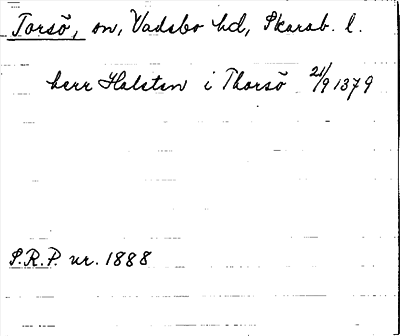 Torsö, sn, Vadsbo hd, Skarab. l.
herr Halsten i Thorsö 21/9 1379
S.R.P. nr. 1888